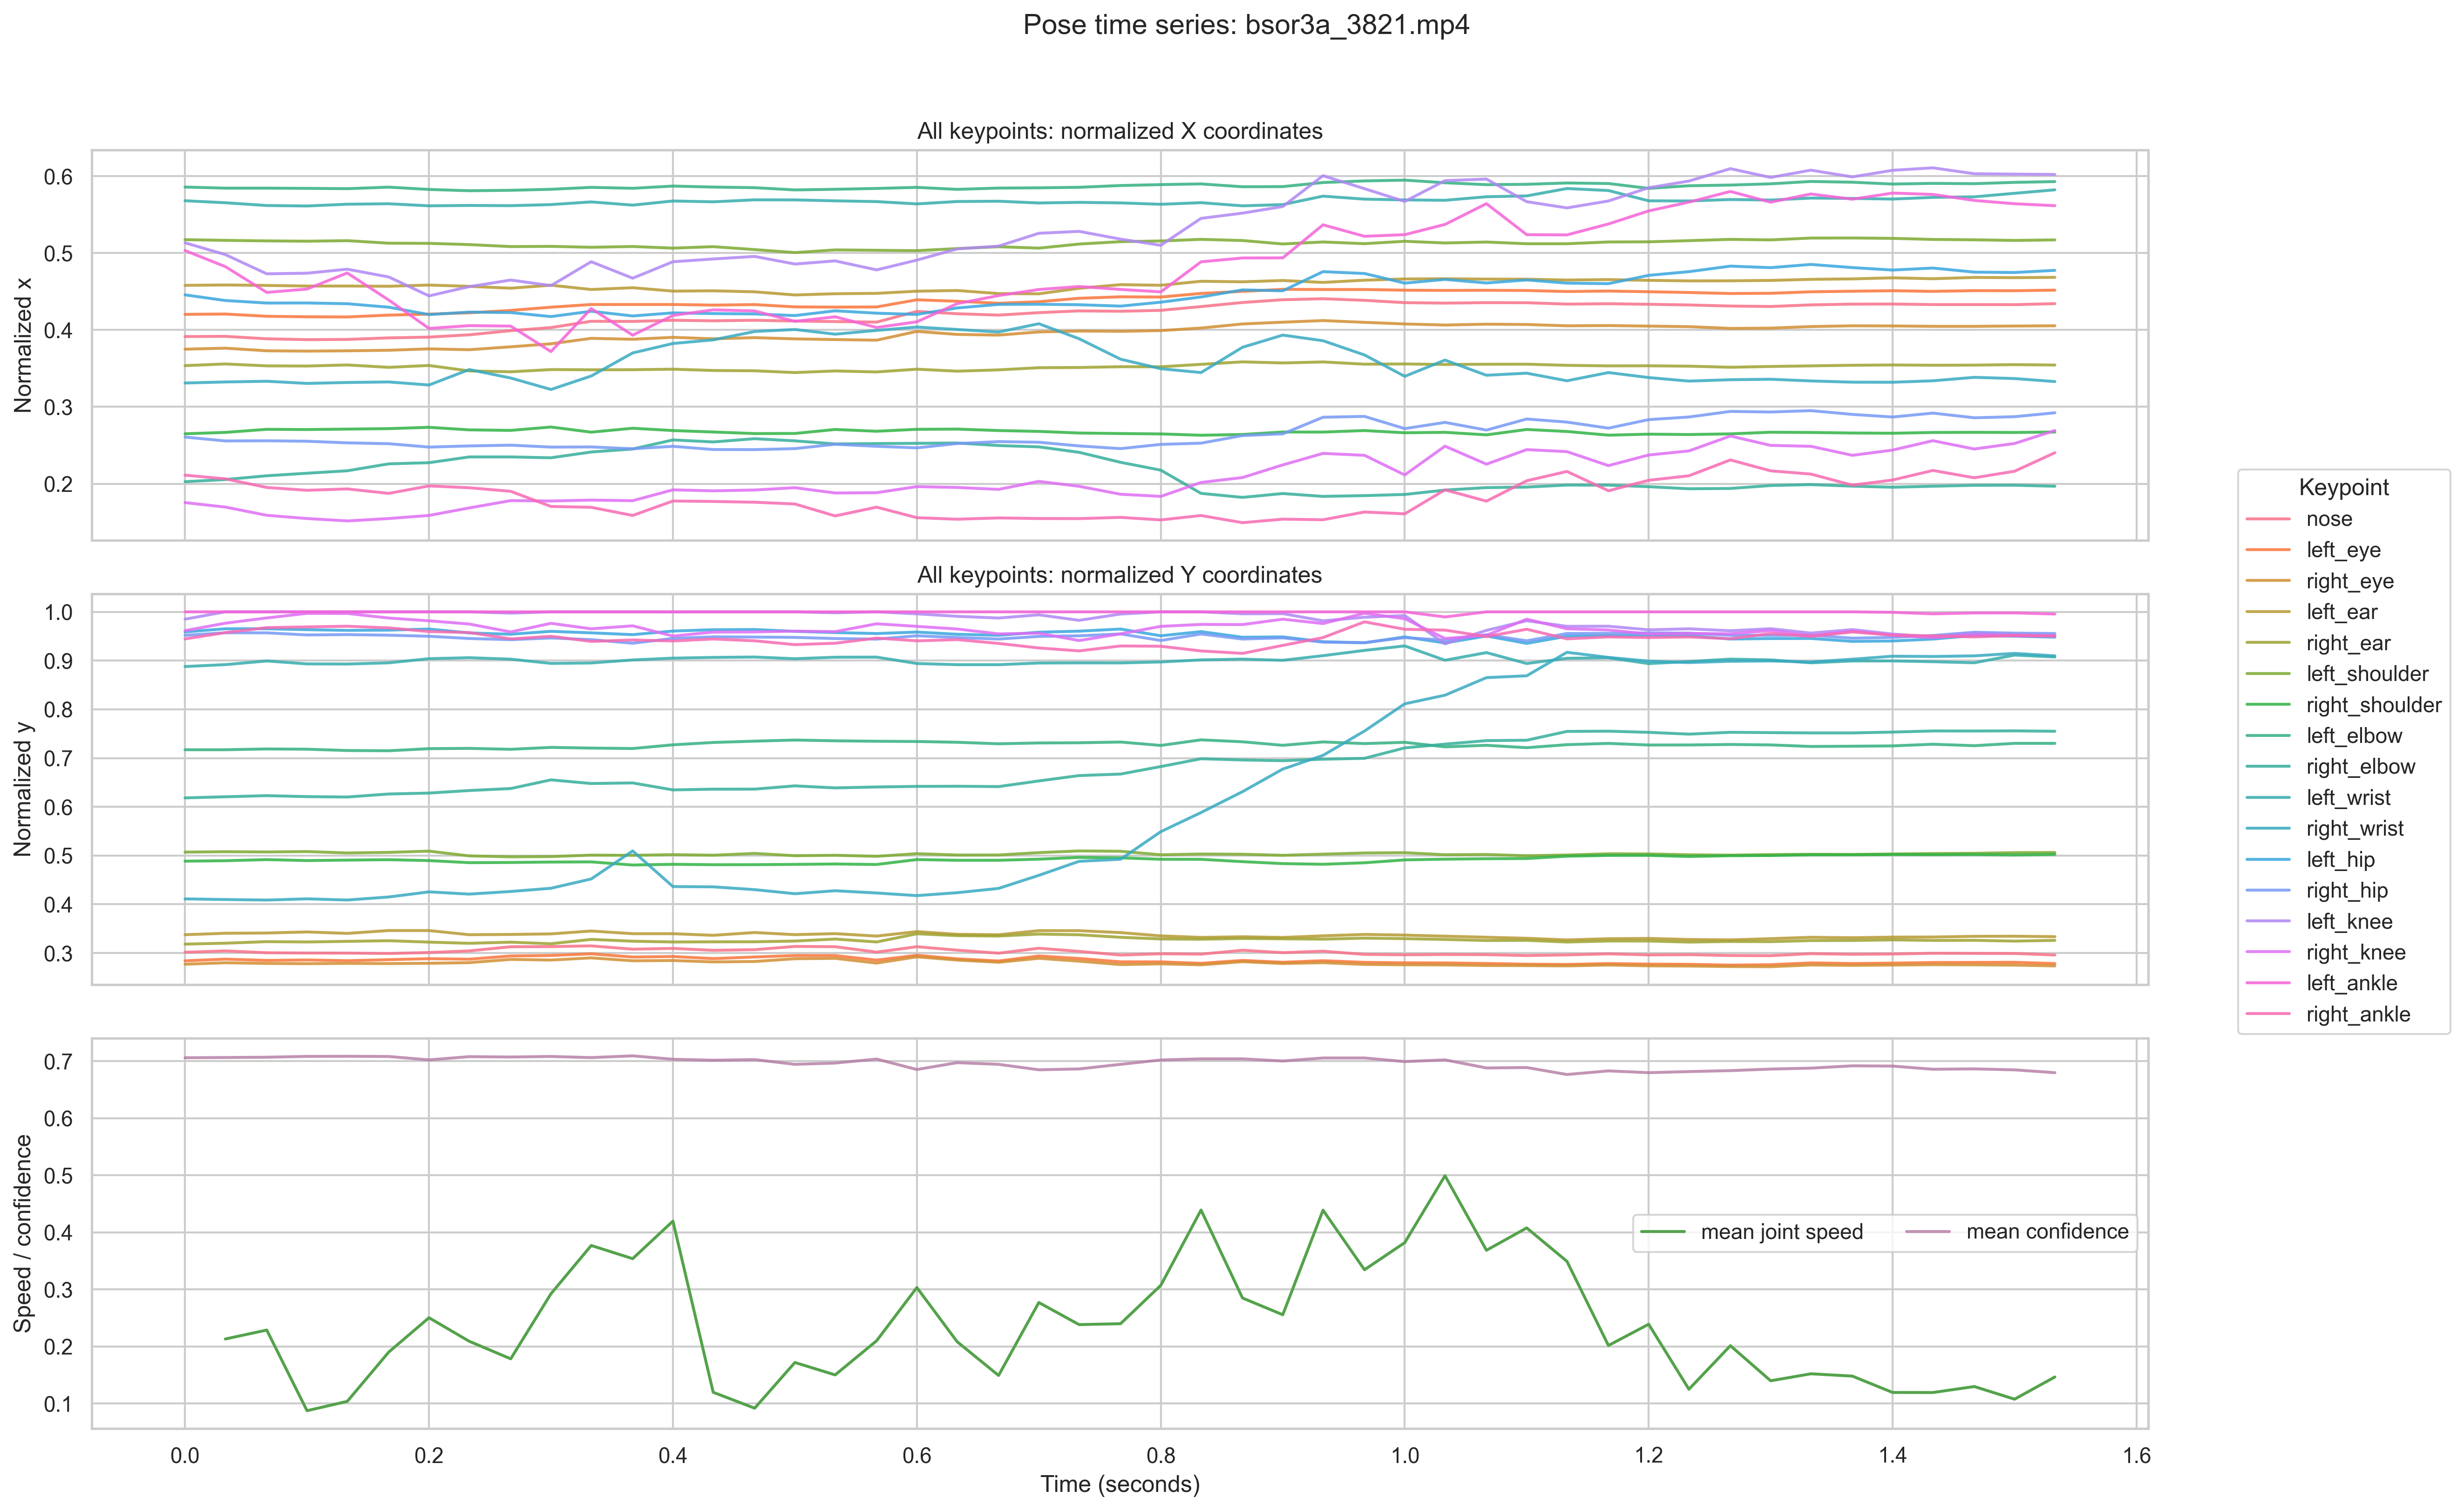 Pose time series: bsor3a_3821.mp4
All keypoints: normalized X coordinates
Normalized x
0.6
0.5
0.4
0.3
0.2
All keypoints: normalized Y coordinates
Normalized y
1.0
0.9
0.8
0.7
0.6
0.5
0.4
0.3
Speed / confidence
0.7
0.6
0.5
0.4
0.3
0.2
0.1
mean joint speed
mean confidence
0.0 0.2 0.4 0.6 0.8 1.0 1.2 1.4 1.6
Time (seconds)
Keypoint
nose
left_eye
right_eye
left_ear
right_ear
left_shoulder
right_shoulder
left_elbow
right_elbow
left_wrist
right_wrist
left_hip
right_hip
left_knee
right_knee
left_ankle
right_ankle